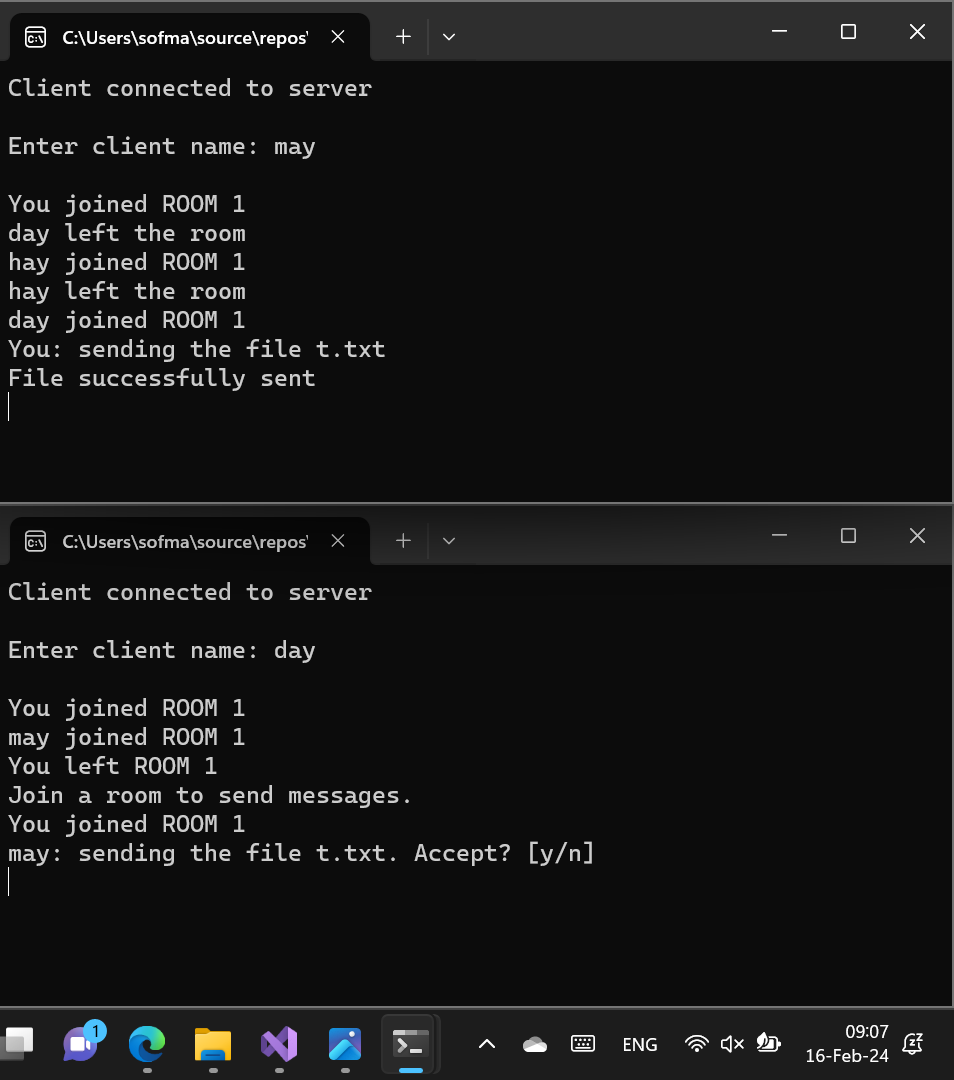 C:\Users\sofma\source\repos'
Client connected to server
Enter client name: may
You joined ROOM 1
day left the room
hay joined ROOM 1
hay left the room
day joined ROOM 1
You: sending the file t.txt
File successfully sent
C:\Users\sofma\source\repos'
Client connected to server
Enter client name: day
You joined ROOM 1
may joined ROOM 1
You left ROOM 1
Join a room to send messages.
You joined ROOM 1
may: sending the file t.txt. Accept? [y/n]
1
ENG
09:07
16-Feb-24